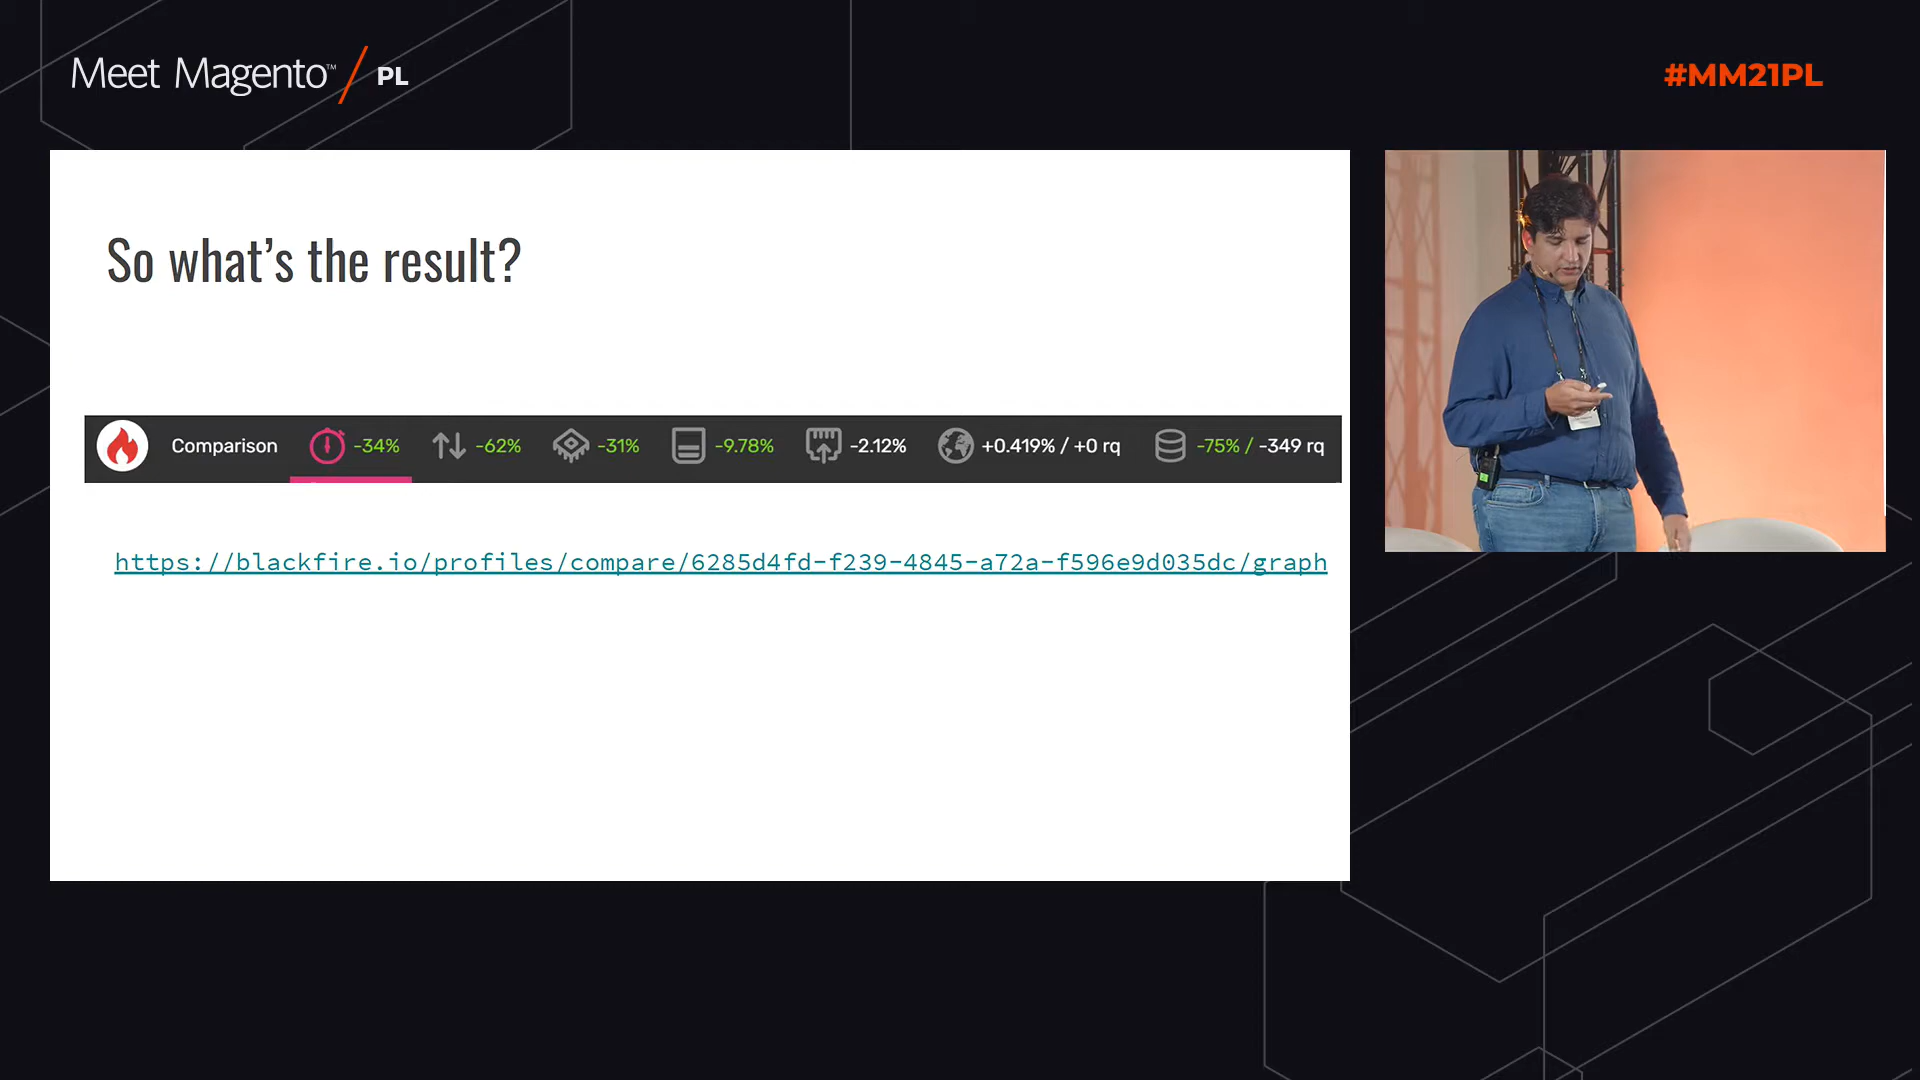 Meet Magento™ / PL
#MM21PL
So what's the result?
Comparison -34% -62% -31% -9.78% -2.12% +0.419% / +0 rq -75% / -349 rq
https://blackfire.io/profiles/compare/6285d4fd-f239-4845-a72a-f596e9d035dc/graph